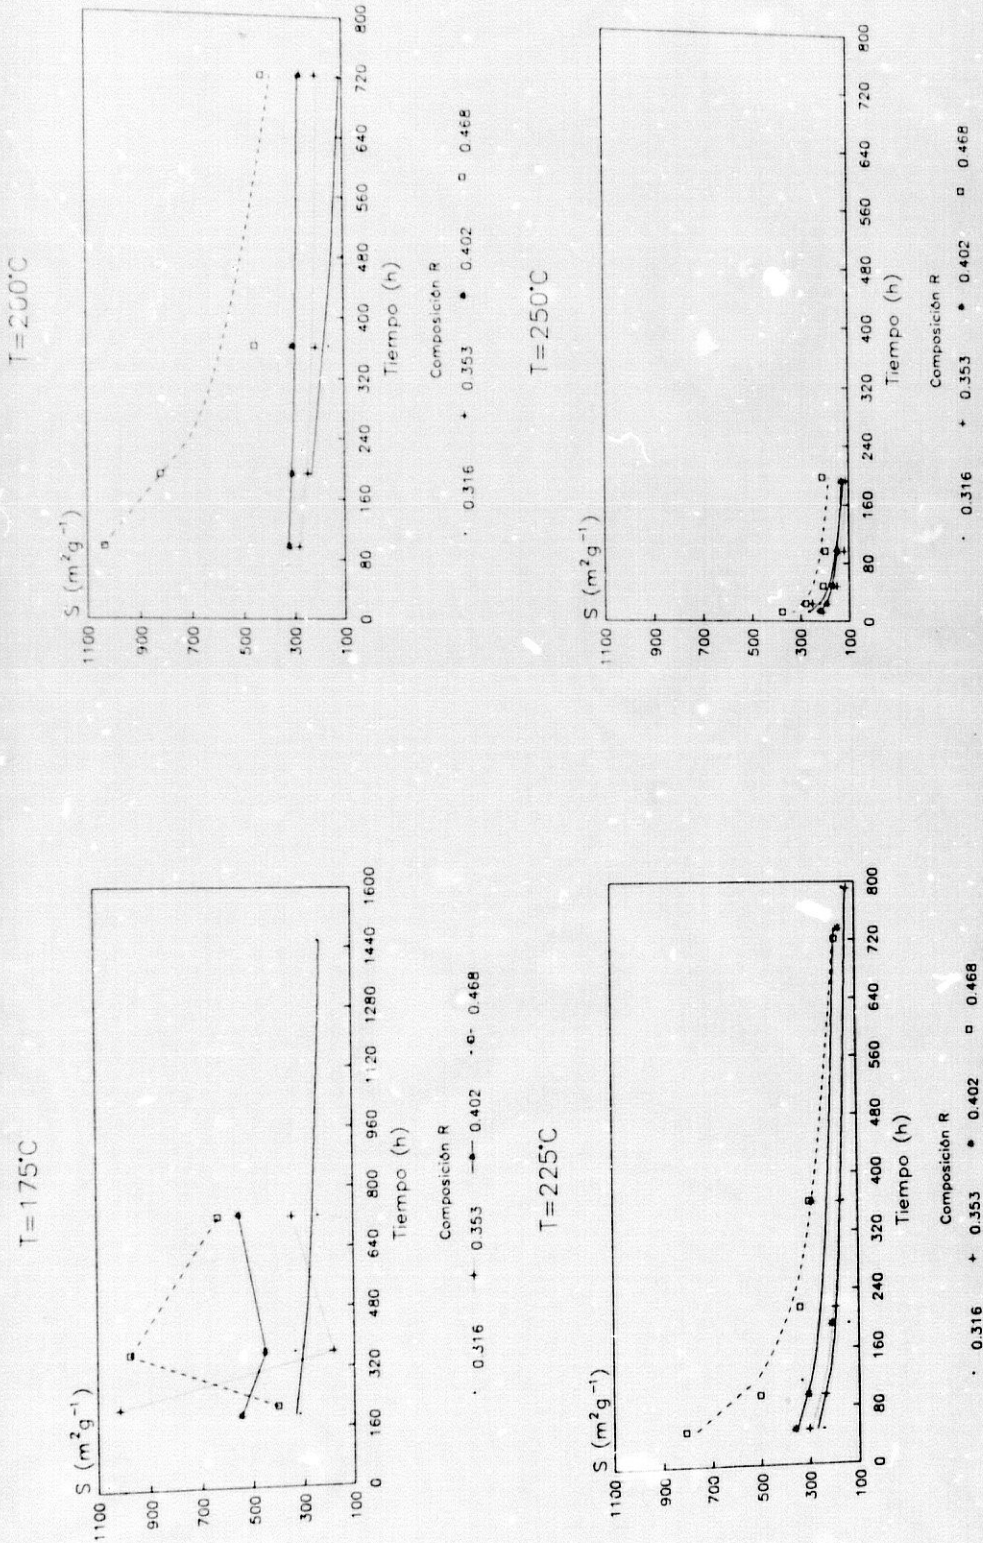 T=175°C
S (m²g⁻¹)
1100
900
700
500
300
100
0 160 320 480 640 800 960 1120 1280 1440 1600
Tiempo (h)
Composición R
· 0.316 + 0.353 0.402 0.468
T=200°C
S (m²g⁻¹)
1100
900
700
500
300
100
0 80 160 240 320 400 480 560 640 720 800
Tiempo (h)
Composición R
· 0.316 + 0.353 0.402 0.468
T=225°C
S (m²g⁻¹)
1100
900
700
500
300
100
0 80 160 240 320 400 480 560 640 720 800
Tiempo (h)
Composición R
· 0.316 + 0.353 0.402 0.468
T=250°C
S (m²g⁻¹)
1100
900
700
500
300
100
0 80 160 240 320 400 480 560 640 720 800
Tiempo (h)
Composición R
· 0.316 + 0.353 0.402 0.468